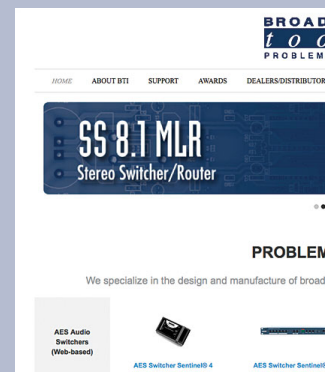 BROAD
too
PROBLEM
HOME ABOUT BTI SUPPORT AWARDS DEALERS/DISTRIBUTOR
SS 8.1 MLR
Stereo Switcher/Router
PROBLEM
We specialize in the design and manufacture of broad
AES Audio
Switchers
(Web-based)
AES Switcher Sentinel® 4 AES Switcher Sentinel®